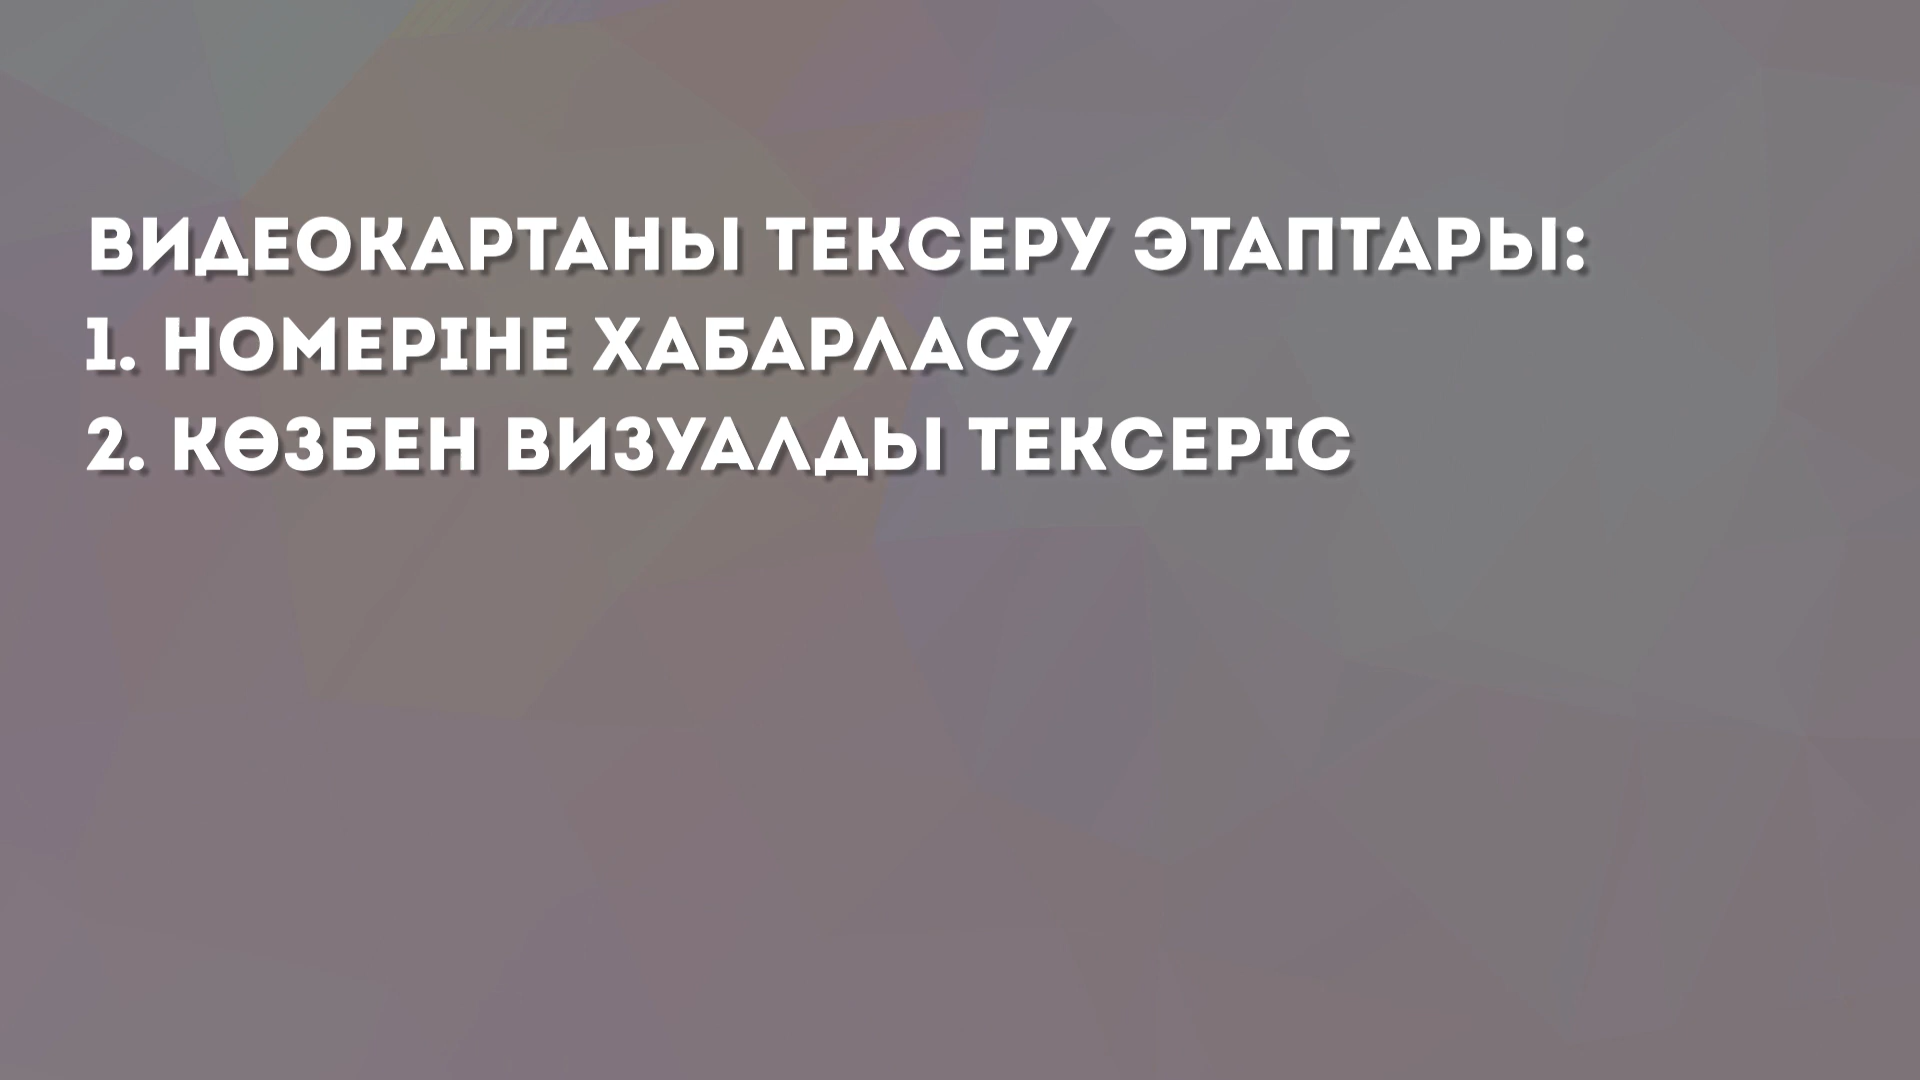 ВИДЕОКАРТАНЫ ТЕКСЕРУ ЭТАПТАРЫ:
1. НОМЕРІНЕ ХАБАРЛАСУ
2. КӨЗБЕН ВИЗУАЛДЫ ТЕКСЕРІС